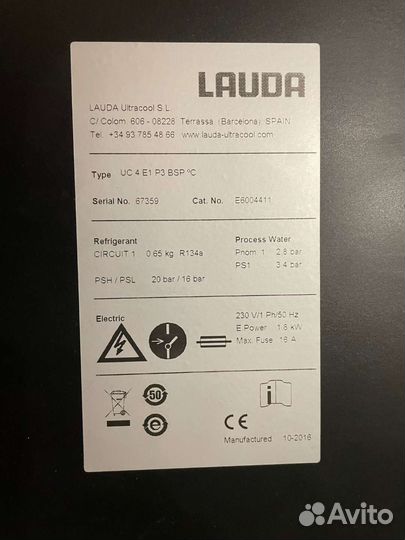 LAUDA
LAUDA Ultracool S.L.
C/ Colom 606 - 08228 Terrassa (Barcelona) SPAIN
Tel. +34 93 785 48 66 www.lauda-ultracool.com
Type UC 4 E1 P3 BSP ºC
Serial No. 67359 Cat. No. E6004411
Refrigerant Process Water
CIRCUIT 1 0.65 kg R134a Pnom 1 2.8 bar
PS1 3.4 bar
PSH / PSL 20 bar / 16 bar
Electric 230 V/1 Ph/50 Hz
E Power 1.8 kW
Max. Fuse 16 A
50
e
i
CE
Manufactured 10-2016
Avito